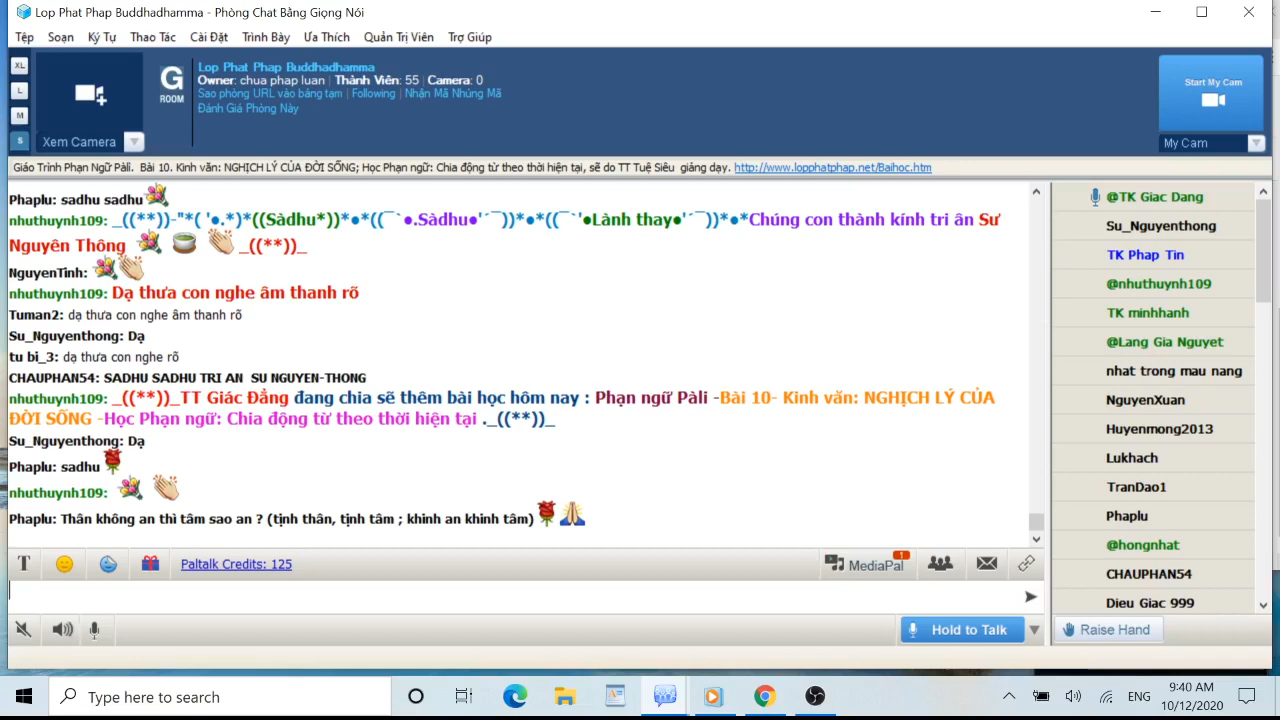 Lop Phat Phap Buddhadhamma - Phòng Chat Bằng Giọng Nói
Tệp Soạn Ký Tự Thao Tác Cài Đặt Trình Bày Ưa Thích Quản Trị Viên Trợ Giúp
XL
L
M
S
Xem Camera
G
ROOM
Lop Phat Phap Buddhadhamma
Owner: chua phap luan | Thành Viên: 55 | Camera: 0
Sao phòng URL vào bảng tạm | Following | Nhận Mã Nhúng Mã
Đánh Giá Phòng Này
Start My Cam
My Cam
Giáo Trình Phạn Ngữ Pàli. Bài 10. Kinh văn: NGHỊCH LÝ CỦA ĐỜI SỐNG; Học Phạn ngữ: Chia động từ theo thời hiện tại, sẽ do TT Tuệ Siêu giảng dạy. http://www.lopphatphap.net/Baihoc.htm
Phaplu: sadhu sadhu
nhuthuynh109: _((**))-"*( '●.*)*((Sàdhu*))*●*((¯`●.Sàdhu●'´¯))*●*((¯`'●Lành thay●'´¯))*●*Chúng con thành kính tri ân Sư
Nguyên Thông _((**))_
NguyenTinh:
nhuthuynh109: Dạ thưa con nghe âm thanh rõ
Tuman2: dạ thưa con nghe âm thanh rõ
Su_Nguyenthong: Dạ
tu bi_3: dạ thưa con nghe rõ
CHAUPHAN54: SADHU SADHU TRI AN SU NGUYEN-THONG
nhuthuynh109: _((**))_TT Giác Đẳng đang chia sẽ thêm bài học hôm nay : Phạn ngữ Pàli -Bài 10- Kinh văn: NGHỊCH LÝ CỦA
ĐỜI SỐNG -Học Phạn ngữ: Chia động từ theo thời hiện tại ._((**))_
Su_Nguyenthong: Dạ
Phaplu: sadhu
nhuthuynh109:
Phaplu: Thân không an thì tâm sao an ? (tịnh thân, tịnh tâm ; khinh an khinh tâm)
@TK Giac Dang
Su_Nguyenthong
TK Phap Tin
@nhuthuynh109
TK minhhanh
@Lang Gia Nguyet
nhat trong mau nang
NguyenXuan
Huyenmong2013
Lukhach
TranDao1
Phaplu
@hongnhat
CHAUPHAN54
Dieu Giac 999
T Paltalk Credits: 125 MediaPal 1
Hold to Talk Raise Hand
Type here to search
ENG
9:40 AM
10/12/2020